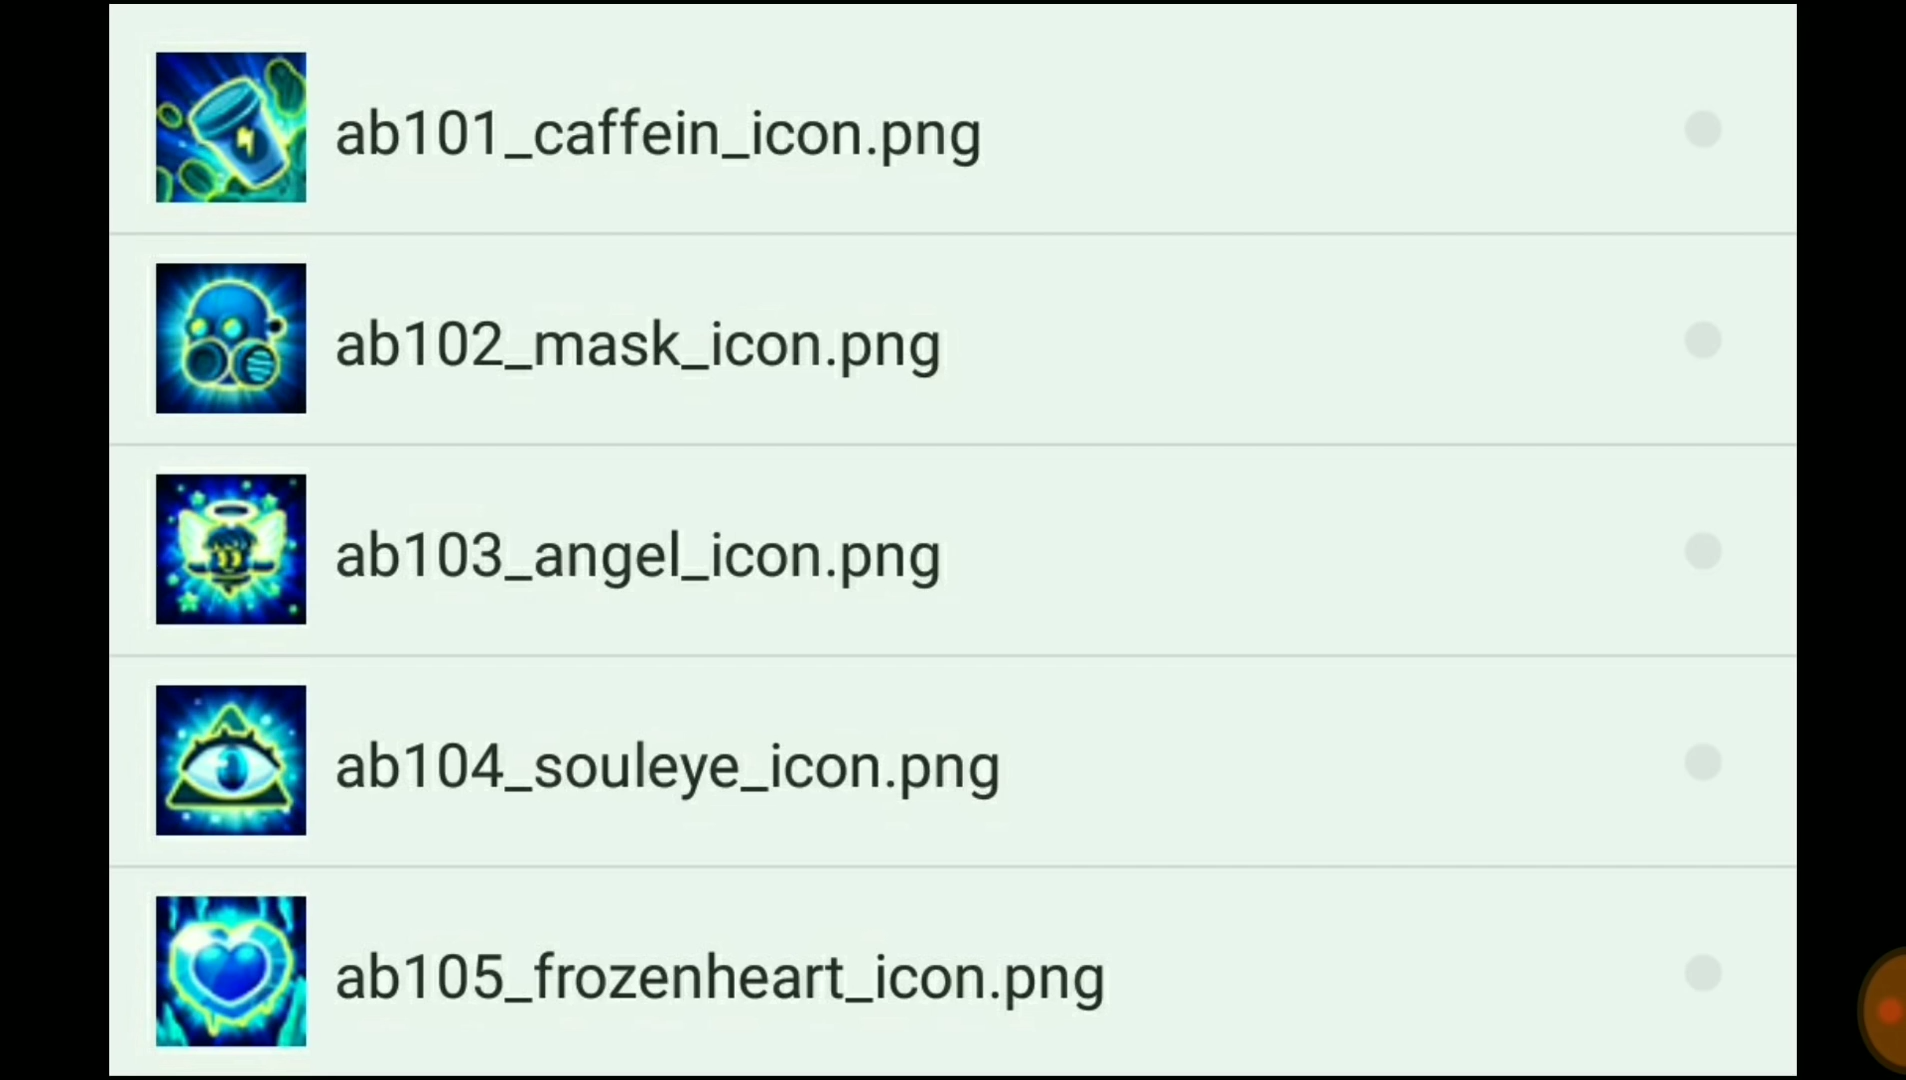 ab101_caffein_icon.png
ab102_mask_icon.png
ab103_angel_icon.png
ab104_souleye_icon.png
ab105_frozenheart_icon.png